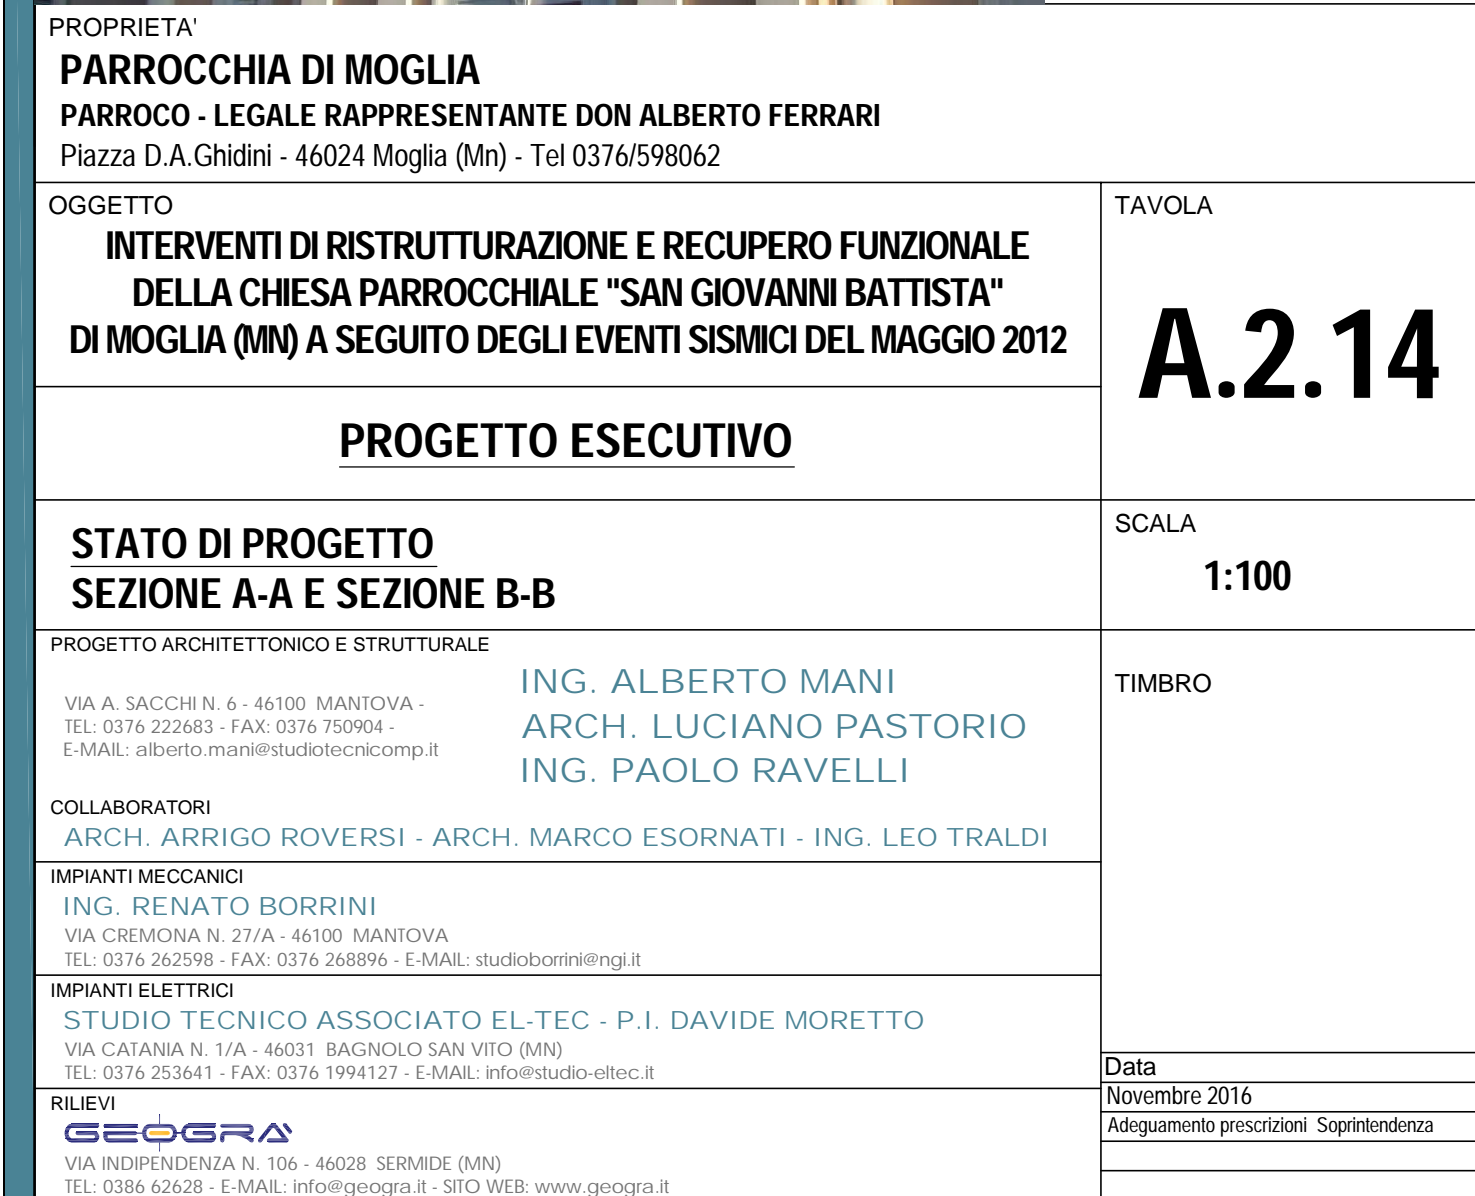 PROPRIETA'
PARROCCHIA DI MOGLIA
PARROCO - LEGALE RAPPRESENTANTE DON ALBERTO FERRARI
Piazza D.A.Ghidini - 46024 Moglia (Mn) - Tel 0376/598062
OGGETTO
INTERVENTI DI RISTRUTTURAZIONE E RECUPERO FUNZIONALE
DELLA CHIESA PARROCCHIALE "SAN GIOVANNI BATTISTA"
DI MOGLIA (MN) A SEGUITO DEGLI EVENTI SISMICI DEL MAGGIO 2012
TAVOLA
A.2.14
PROGETTO ESECUTIVO
STATO DI PROGETTO
SEZIONE A-A E SEZIONE B-B
SCALA
1:100
PROGETTO ARCHITETTONICO E STRUTTURALE
VIA A. SACCHI N. 6 - 46100 MANTOVA -
TEL: 0376 222683 - FAX: 0376 750904 -
E-MAIL: alberto.mani@studiotecnicomp.it
ING. ALBERTO MANI
ARCH. LUCIANO PASTORIO
ING. PAOLO RAVELLI
COLLABORATORI
ARCH. ARRIGO ROVERSI - ARCH. MARCO ESORNATI - ING. LEO TRALDI
IMPIANTI MECCANICI
ING. RENATO BORRINI
VIA CREMONA N. 27/A - 46100 MANTOVA
TEL: 0376 262598 - FAX: 0376 268896 - E-MAIL: studioborrini@ngi.it
IMPIANTI ELETTRICI
STUDIO TECNICO ASSOCIATO EL-TEC - P.I. DAVIDE MORETTO
VIA CATANIA N. 1/A - 46031 BAGNOLO SAN VITO (MN)
TEL: 0376 253641 - FAX: 0376 1994127 - E-MAIL: info@studio-eltec.it
RILIEVI
GEOGRA'
VIA INDIPENDENZA N. 106 - 46028 SERMIDE (MN)
TEL: 0386 62628 - E-MAIL: info@geogra.it - SITO WEB: www.geogra.it
TIMBRO
Data
Novembre 2016
Adeguamento prescrizioni Soprintendenza